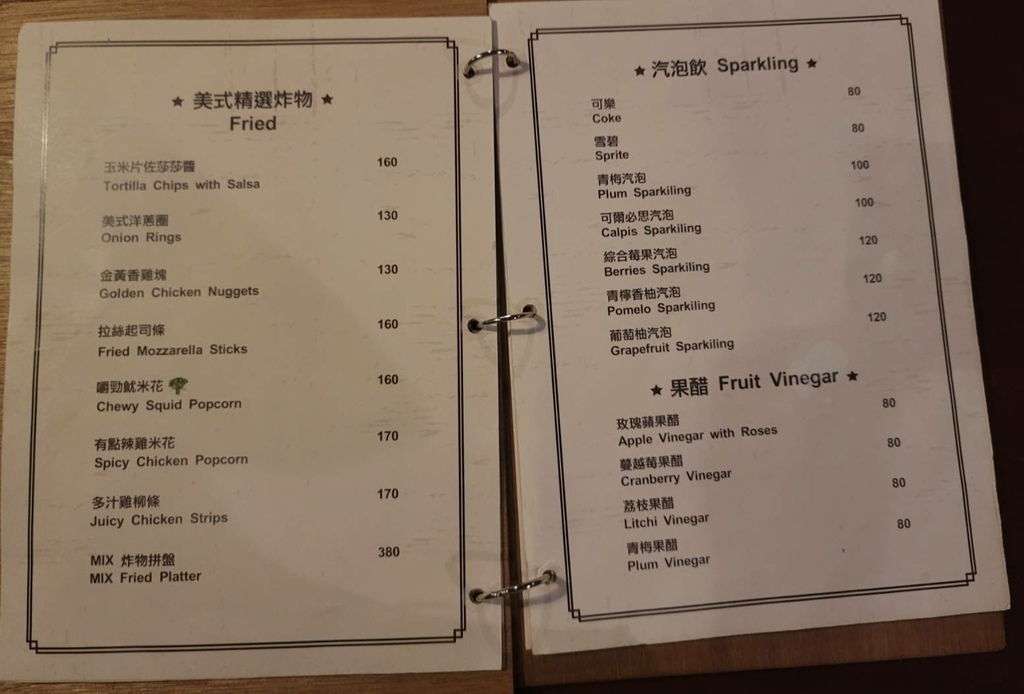 ★ 美式精選炸物 ★
Fried
玉米片佐莎莎醬 160
Tortilla Chips with Salsa
美式洋蔥圈 130
Onion Rings
金黃香雞塊 130
Golden Chicken Nuggets
拉絲起司條 160
Fried Mozzarella Sticks
嚼勁魷米花 160
Chewy Squid Popcorn
有點辣雞米花 170
Spicy Chicken Popcorn
多汁雞柳條 170
Juicy Chicken Strips
MIX 炸物拼盤 380
MIX Fried Platter
★ 汽泡飲 Sparkling ★
可樂 80
Coke
雪碧 80
Sprite
青梅汽泡 100
Plum Sparkiling
可爾必思汽泡 100
Calpis Sparkiling
綜合莓果汽泡 120
Berries Sparkiling
青檸香柚汽泡 120
Pomelo Sparkiling
葡萄柚汽泡 120
Grapefruit Sparkiling
★ 果醋 Fruit Vinegar ★
玫瑰蘋果醋 80
Apple Vinegar with Roses
蔓越莓果醋 80
Cranberry Vinegar
荔枝果醋 80
Litchi Vinegar
青梅果醋 80
Plum Vinegar